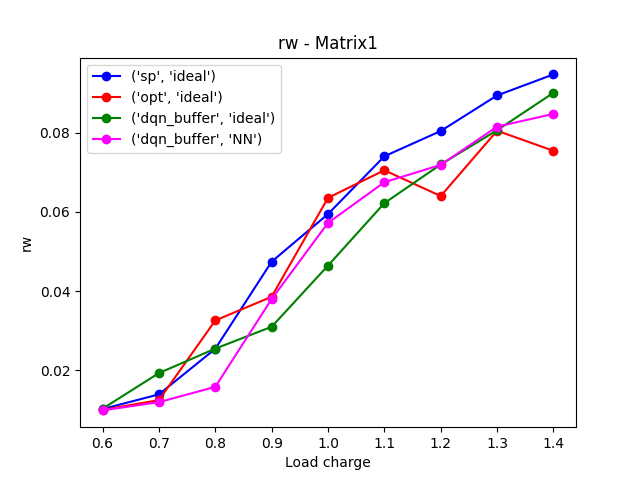 rw - Matrix1
('sp', 'ideal')
('opt', 'ideal')
('dqn_buffer', 'ideal')
('dqn_buffer', 'NN')
0.08
0.06
0.04
0.02
rw
0.6 0.7 0.8 0.9 1.0 1.1 1.2 1.3 1.4
Load charge